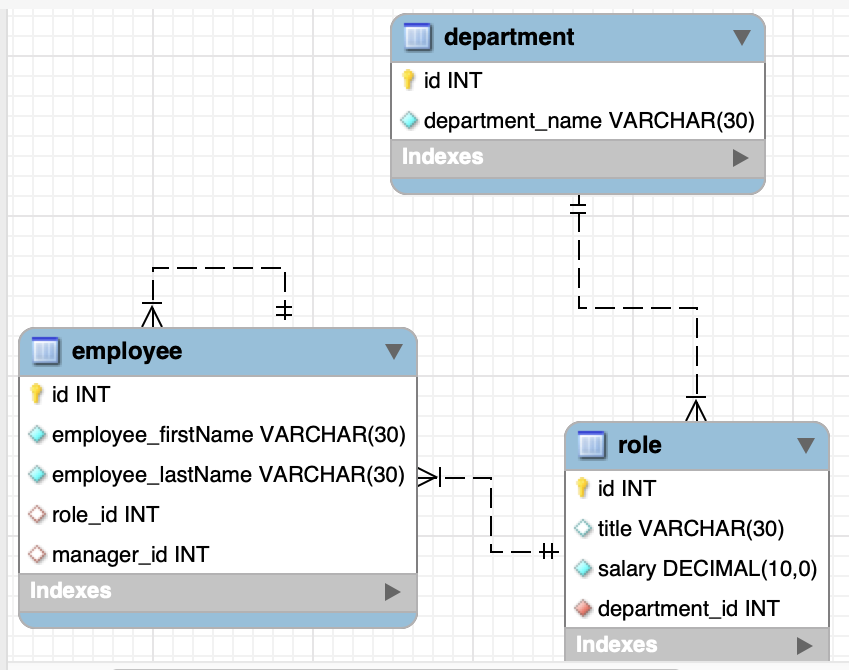 department
id INT
department_name VARCHAR(30)
Indexes
employee
id INT
employee_firstName VARCHAR(30)
employee_lastName VARCHAR(30)
role_id INT
manager_id INT
Indexes
role
id INT
title VARCHAR(30)
salary DECIMAL(10,0)
department_id INT
Indexes